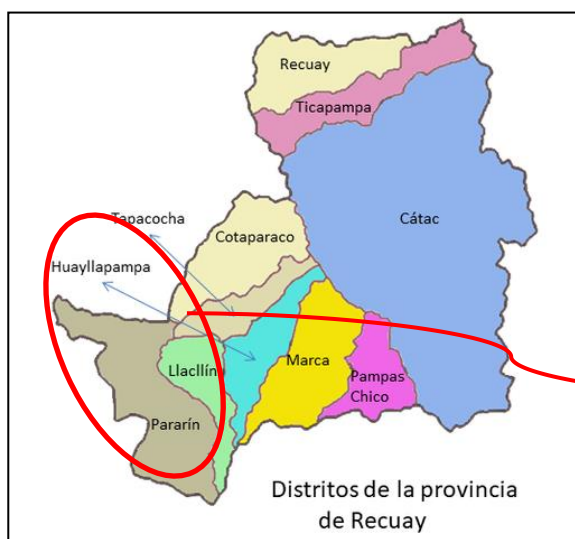 Recuay
Ticapampa
Tapacocha
Cotaparaco
Cátac
Huayllapampa
Llacllín
Marca
Pampas
Chico
Pararín
Distritos de la provincia
de Recuay